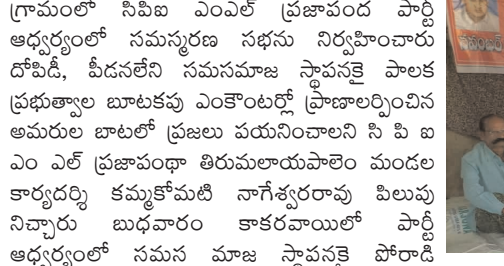 గ్రామంలో సిపిఐ ఎంఎల్ ప్రజాపంద పార్టీ
ఆధ్వర్యంలో సమస్మరణ సభను నిర్వహించారు
దోపిడీ, పీడనలేని సమసమాజ స్థాపనకై పాలక
ప్రభుత్వాల బూటకపు ఎంకౌంటర్లో ప్రాణాలర్పించిన
అమరుల బాటలో ప్రజలు పయనించాలని సి పి ఐ
ఎం ఎల్ ప్రజాపంథా తిరుమలాయపాలెం మండల
కార్యదర్శి కమ్మకోమటి నాగేశ్వరరావు పిలుపు
నిచ్చారు బుధవారం కాకరవాయిలో పార్టీ
ఆధ్వర్యంలో సమస మాజ స్థాపనకై పోరాడి